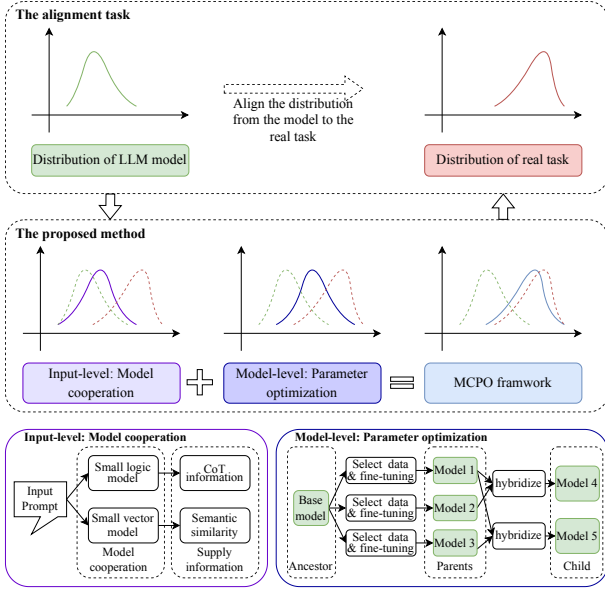 The alignment task
Align the distribution
from the model to the
real task
Distribution of LLM model
Distribution of real task
The proposed method
Input-level: Model
cooperation
Model-level: Parameter
optimization
MCPO framwork
Input-level: Model cooperation
Input
Prompt
Small logic
model
CoT
information
Small vector
model
Semantic
similarity
Model
cooperation
Supply
information
Model-level: Parameter optimization
Base
model
Select data
& fine-tuning
Select data
& fine-tuning
Select data
& fine-tuning
Model 1
Model 2
Model 3
hybridize
hybridize
Model 4
Model 5
Ancestor
Parents
Child